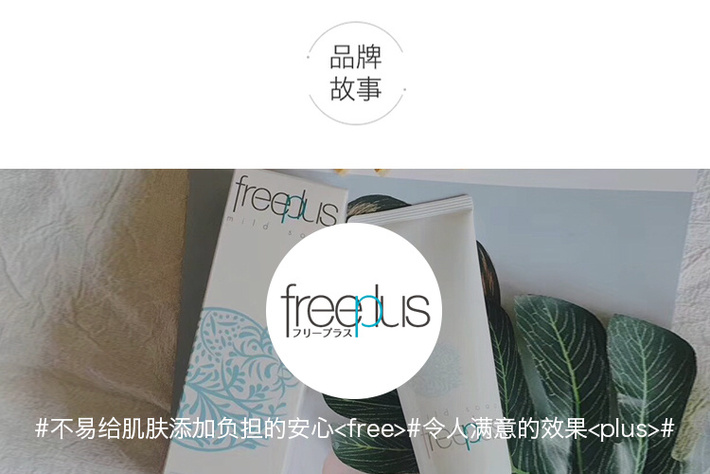 品牌
故事
freeplus
mild so
freeplus
フリープラス
freeplus
#不易给肌肤添加负担的安心<free>#令人满意的效果<plus>#